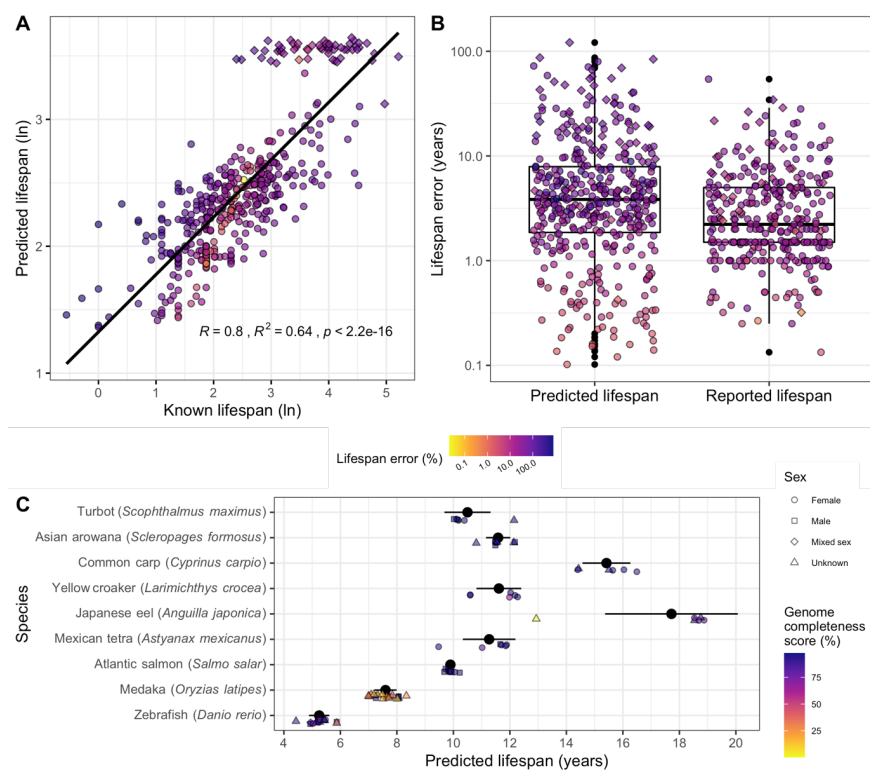 A
B
Predicted lifespan (ln)
3
2
1
R = 0.8 , R² = 0.64 , p < 2.2e-16
0
1
2
3
4
5
Known lifespan (ln)
Lifespan error (years)
100.0
10.0
1.0
0.1
Predicted lifespan
Reported lifespan
Lifespan error (%)
0.1
1.0
10.0
100.0
C
Species
Turbot (Scophthalmus maximus)
Asian arowana (Scleropages formosus)
Common carp (Cyprinus carpio)
Yellow croaker (Larimichthys crocea)
Japanese eel (Anguilla japonica)
Mexican tetra (Astyanax mexicanus)
Atlantic salmon (Salmo salar)
Medaka (Oryzias latipes)
Zebrafish (Danio rerio)
4
6
8
10
12
14
16
18
20
Predicted lifespan (years)
Sex
Female
Male
Mixed sex
Unknown
Genome
completeness
score (%)
75
50
25